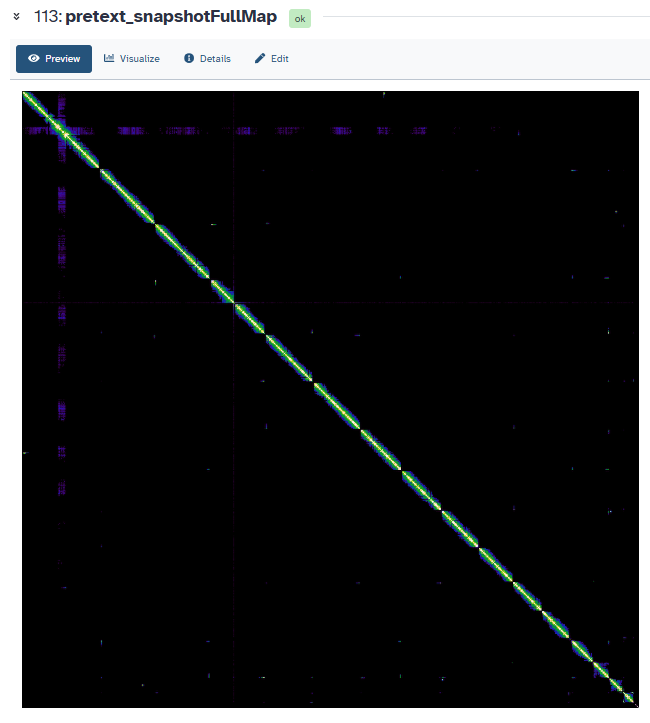 113: pretext_snapshotFullMap ok
Preview Visualize Details Edit